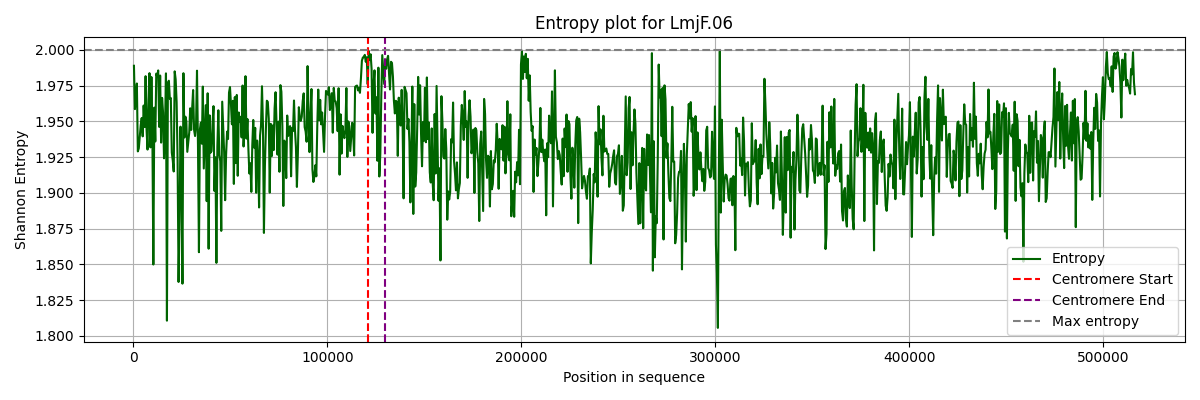 Entropy plot for LmjF.06
Shannon Entropy
2.000
1.975
1.950
1.925
1.900
1.875
1.850
1.825
1.800
Entropy
Centromere Start
Centromere End
Max entropy
0 100000 200000 300000 400000 500000
Position in sequence